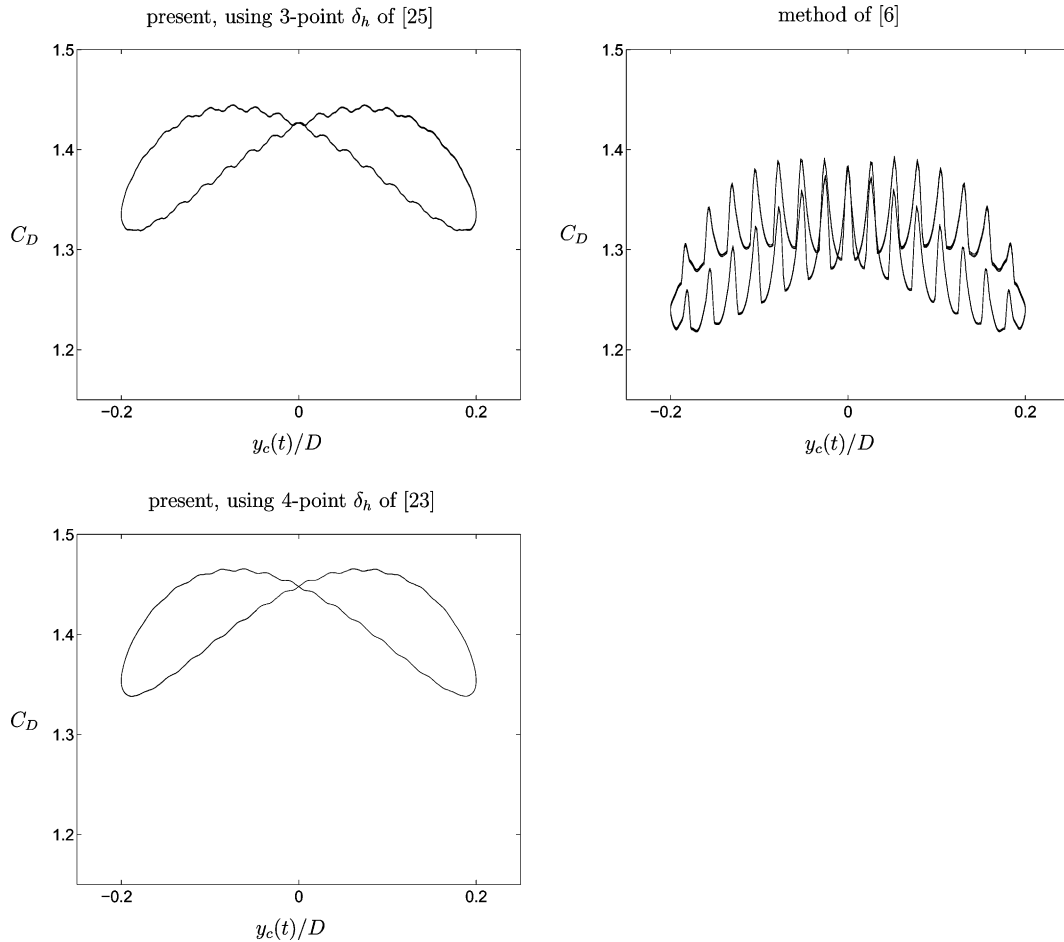 present, using 3-point δₕ of [25]
1.5
1.4
1.3
1.2
C_D
−0.2
0
0.2
y_c(t)/D
method of [6]
1.5
1.4
1.3
1.2
C_D
−0.2
0
0.2
y_c(t)/D
present, using 4-point δₕ of [23]
1.5
1.4
1.3
1.2
C_D
−0.2
0
0.2
y_c(t)/D